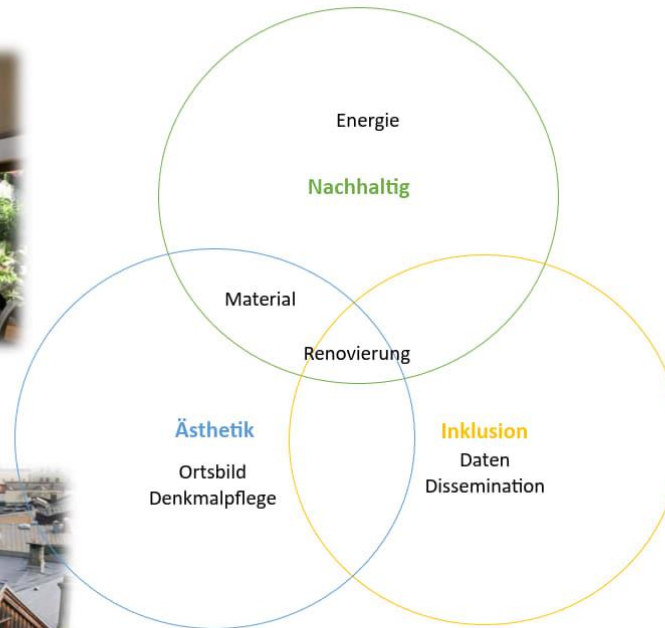 Energie
Nachhaltig
Material
Renovierung
Ästhetik
Ortsbild
Denkmalpflege
Inklusion
Daten
Dissemination